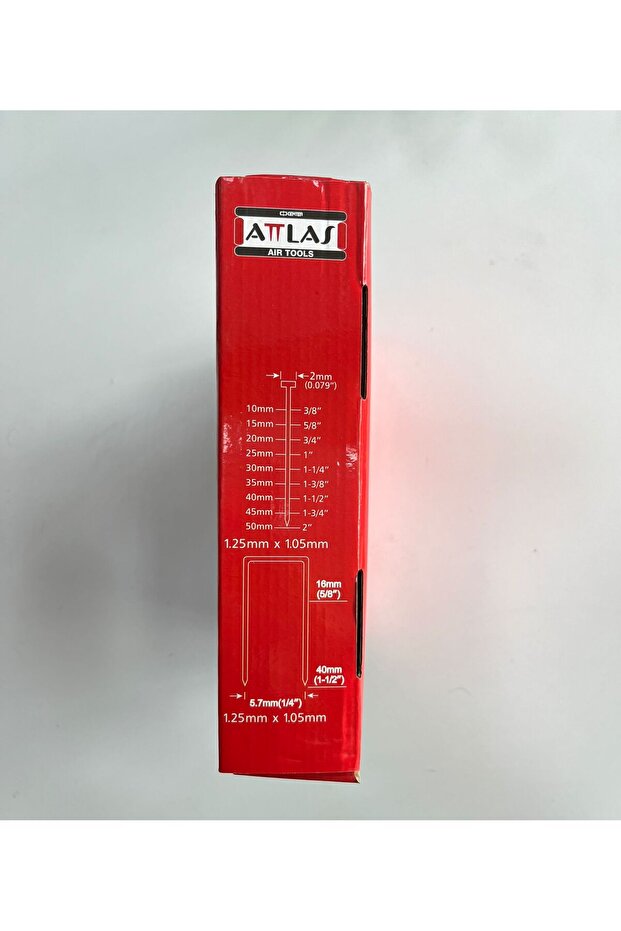 CENTER
ATTLAS
AIR TOOLS
2mm
(0.079")
10mm 3/8"
15mm 5/8"
20mm 3/4"
25mm 1"
30mm 1-1/4"
35mm 1-3/8"
40mm 1-1/2"
45mm 1-3/4"
50mm 2"
1.25mm x 1.05mm
16mm
(5/8")
40mm
(1-1/2")
5.7mm(1/4")
1.25mm x 1.05mm